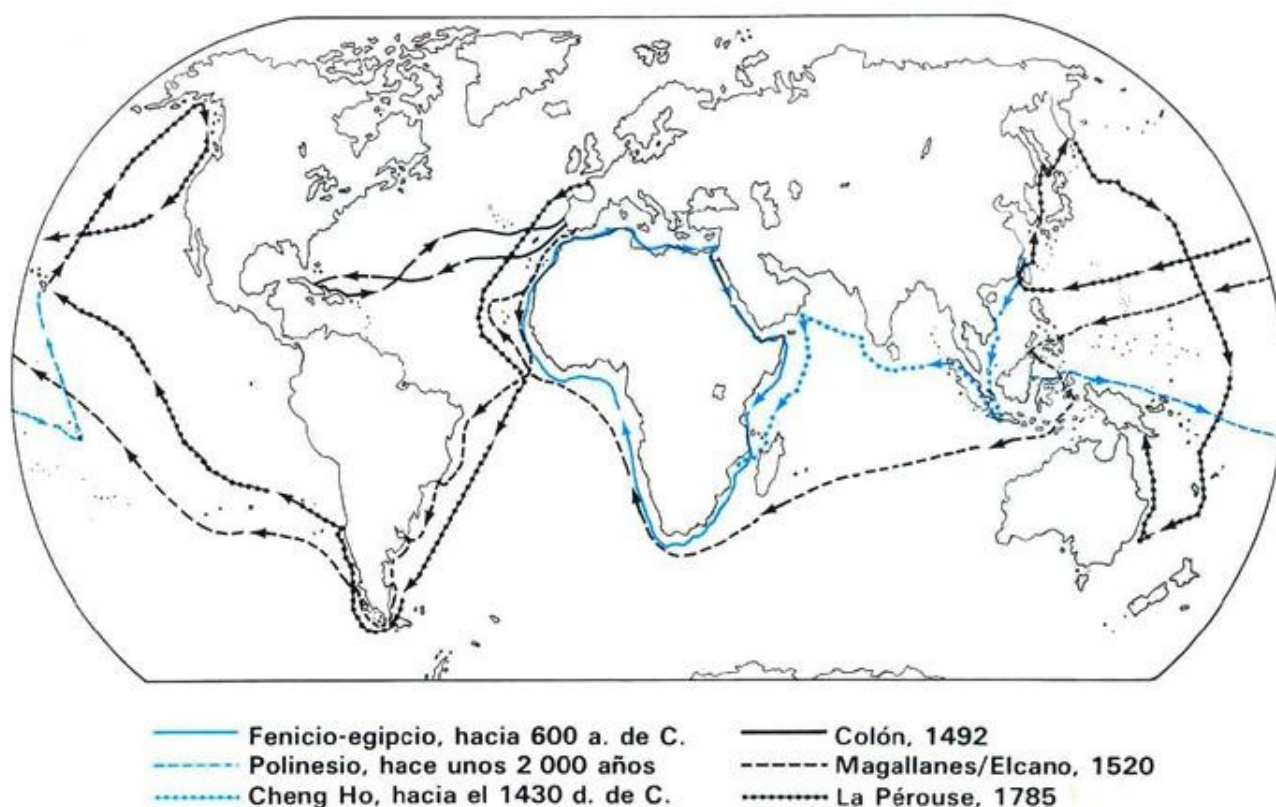 Fenicio-egipcio, hacia 600 a. de C.
Polinesio, hace unos 2 000 años
Cheng Ho, hacia el 1430 d. de C.
Colón, 1492
Magallanes/Elcano, 1520
La Pérouse, 1785